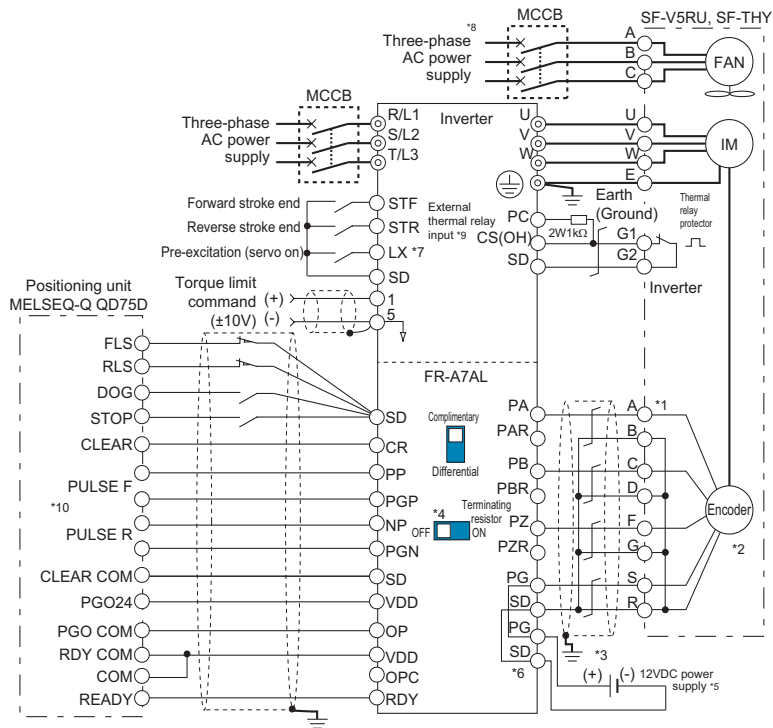 MCCB
SF-V5RU, SF-THY
Three-phase
AC power
supply
*8
A
B
C
FAN
MCCB
Three-phase
AC power
supply
R/L1
S/L2
T/L3
Inverter
U
V
W
U
V
W
E
IM
Forward stroke end
Reverse stroke end
Pre-excitation (servo on)
STF
STR
LX *7
SD
External
thermal relay
input *9
PC
CS(OH)
SD
2W1kΩ
Earth
(Ground)
G1
G2
Thermal
relay
protector
Inverter
Torque limit
command
(±10V)
(+)
(-)
1
5
Positioning unit
MELSEQ-Q QD75D
FLS
RLS
DOG
STOP
CLEAR
PULSE F
*10
PULSE R
CLEAR COM
PGO24
PGO COM
RDY COM
COM
READY
FR-A7AL
Complimentary
Differential
*4
OFF
ON
Terminating
resistor
SD
CR
PP
PGP
NP
PGN
SD
VDD
OP
VDD
OPC
RDY
PA
PAR
PB
PBR
PZ
PZR
PG
SD
PG
SD
*6
A
*1
B
C
D
F
G
S
R
Encoder
*2
*3
(+)
(-)
12VDC power
supply *5